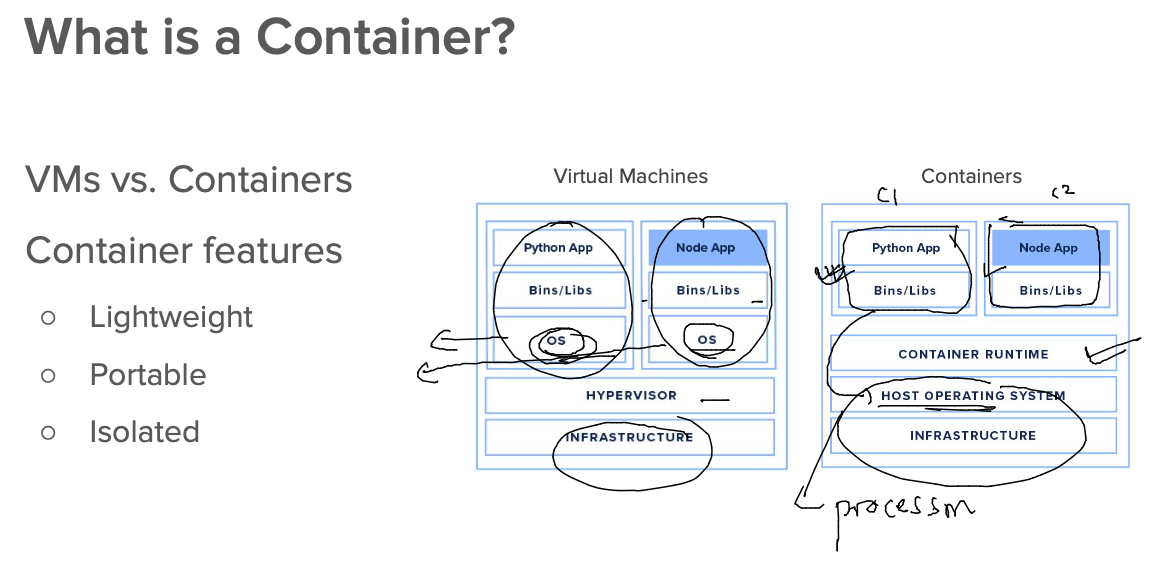 What is a Container?
VMs vs. Containers
Container features
○ Lightweight
○ Portable
○ Isolated
Virtual Machines
Python App
Node App
Bins/Libs
Bins/Libs
OS
OS
HYPERVISOR
INFRASTRUCTURE
Containers
C1
C2
Python App
Node App
Bins/Libs
Bins/Libs
CONTAINER RUNTIME
HOST OPERATING SYSTEM
INFRASTRUCTURE